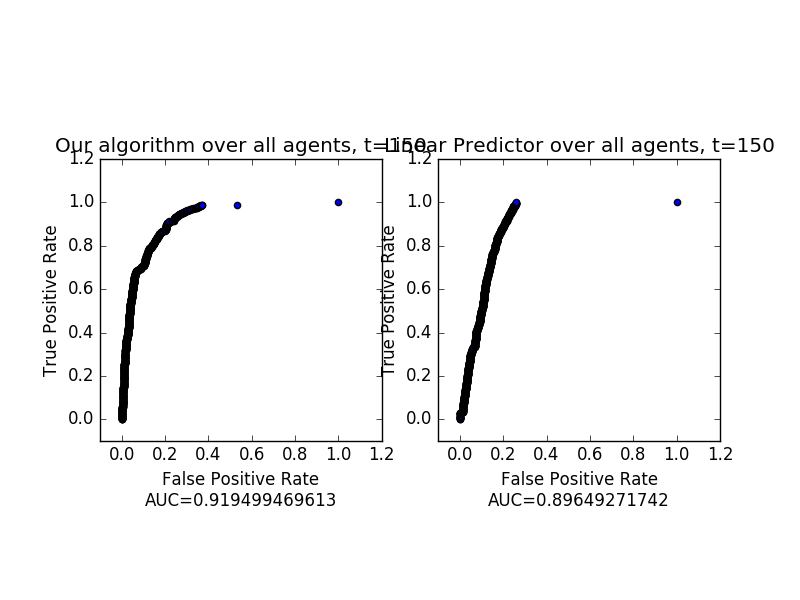 Our algorithm over all agents, t=150
Linear Predictor over all agents, t=150
1.2
1.0
0.8
0.6
0.4
0.2
0.0
True Positive Rate
0.0 0.2 0.4 0.6 0.8 1.0 1.2
False Positive Rate
AUC=0.919499469613
1.2
1.0
0.8
0.6
0.4
0.2
0.0
True Positive Rate
0.0 0.2 0.4 0.6 0.8 1.0 1.2
False Positive Rate
AUC=0.89649271742